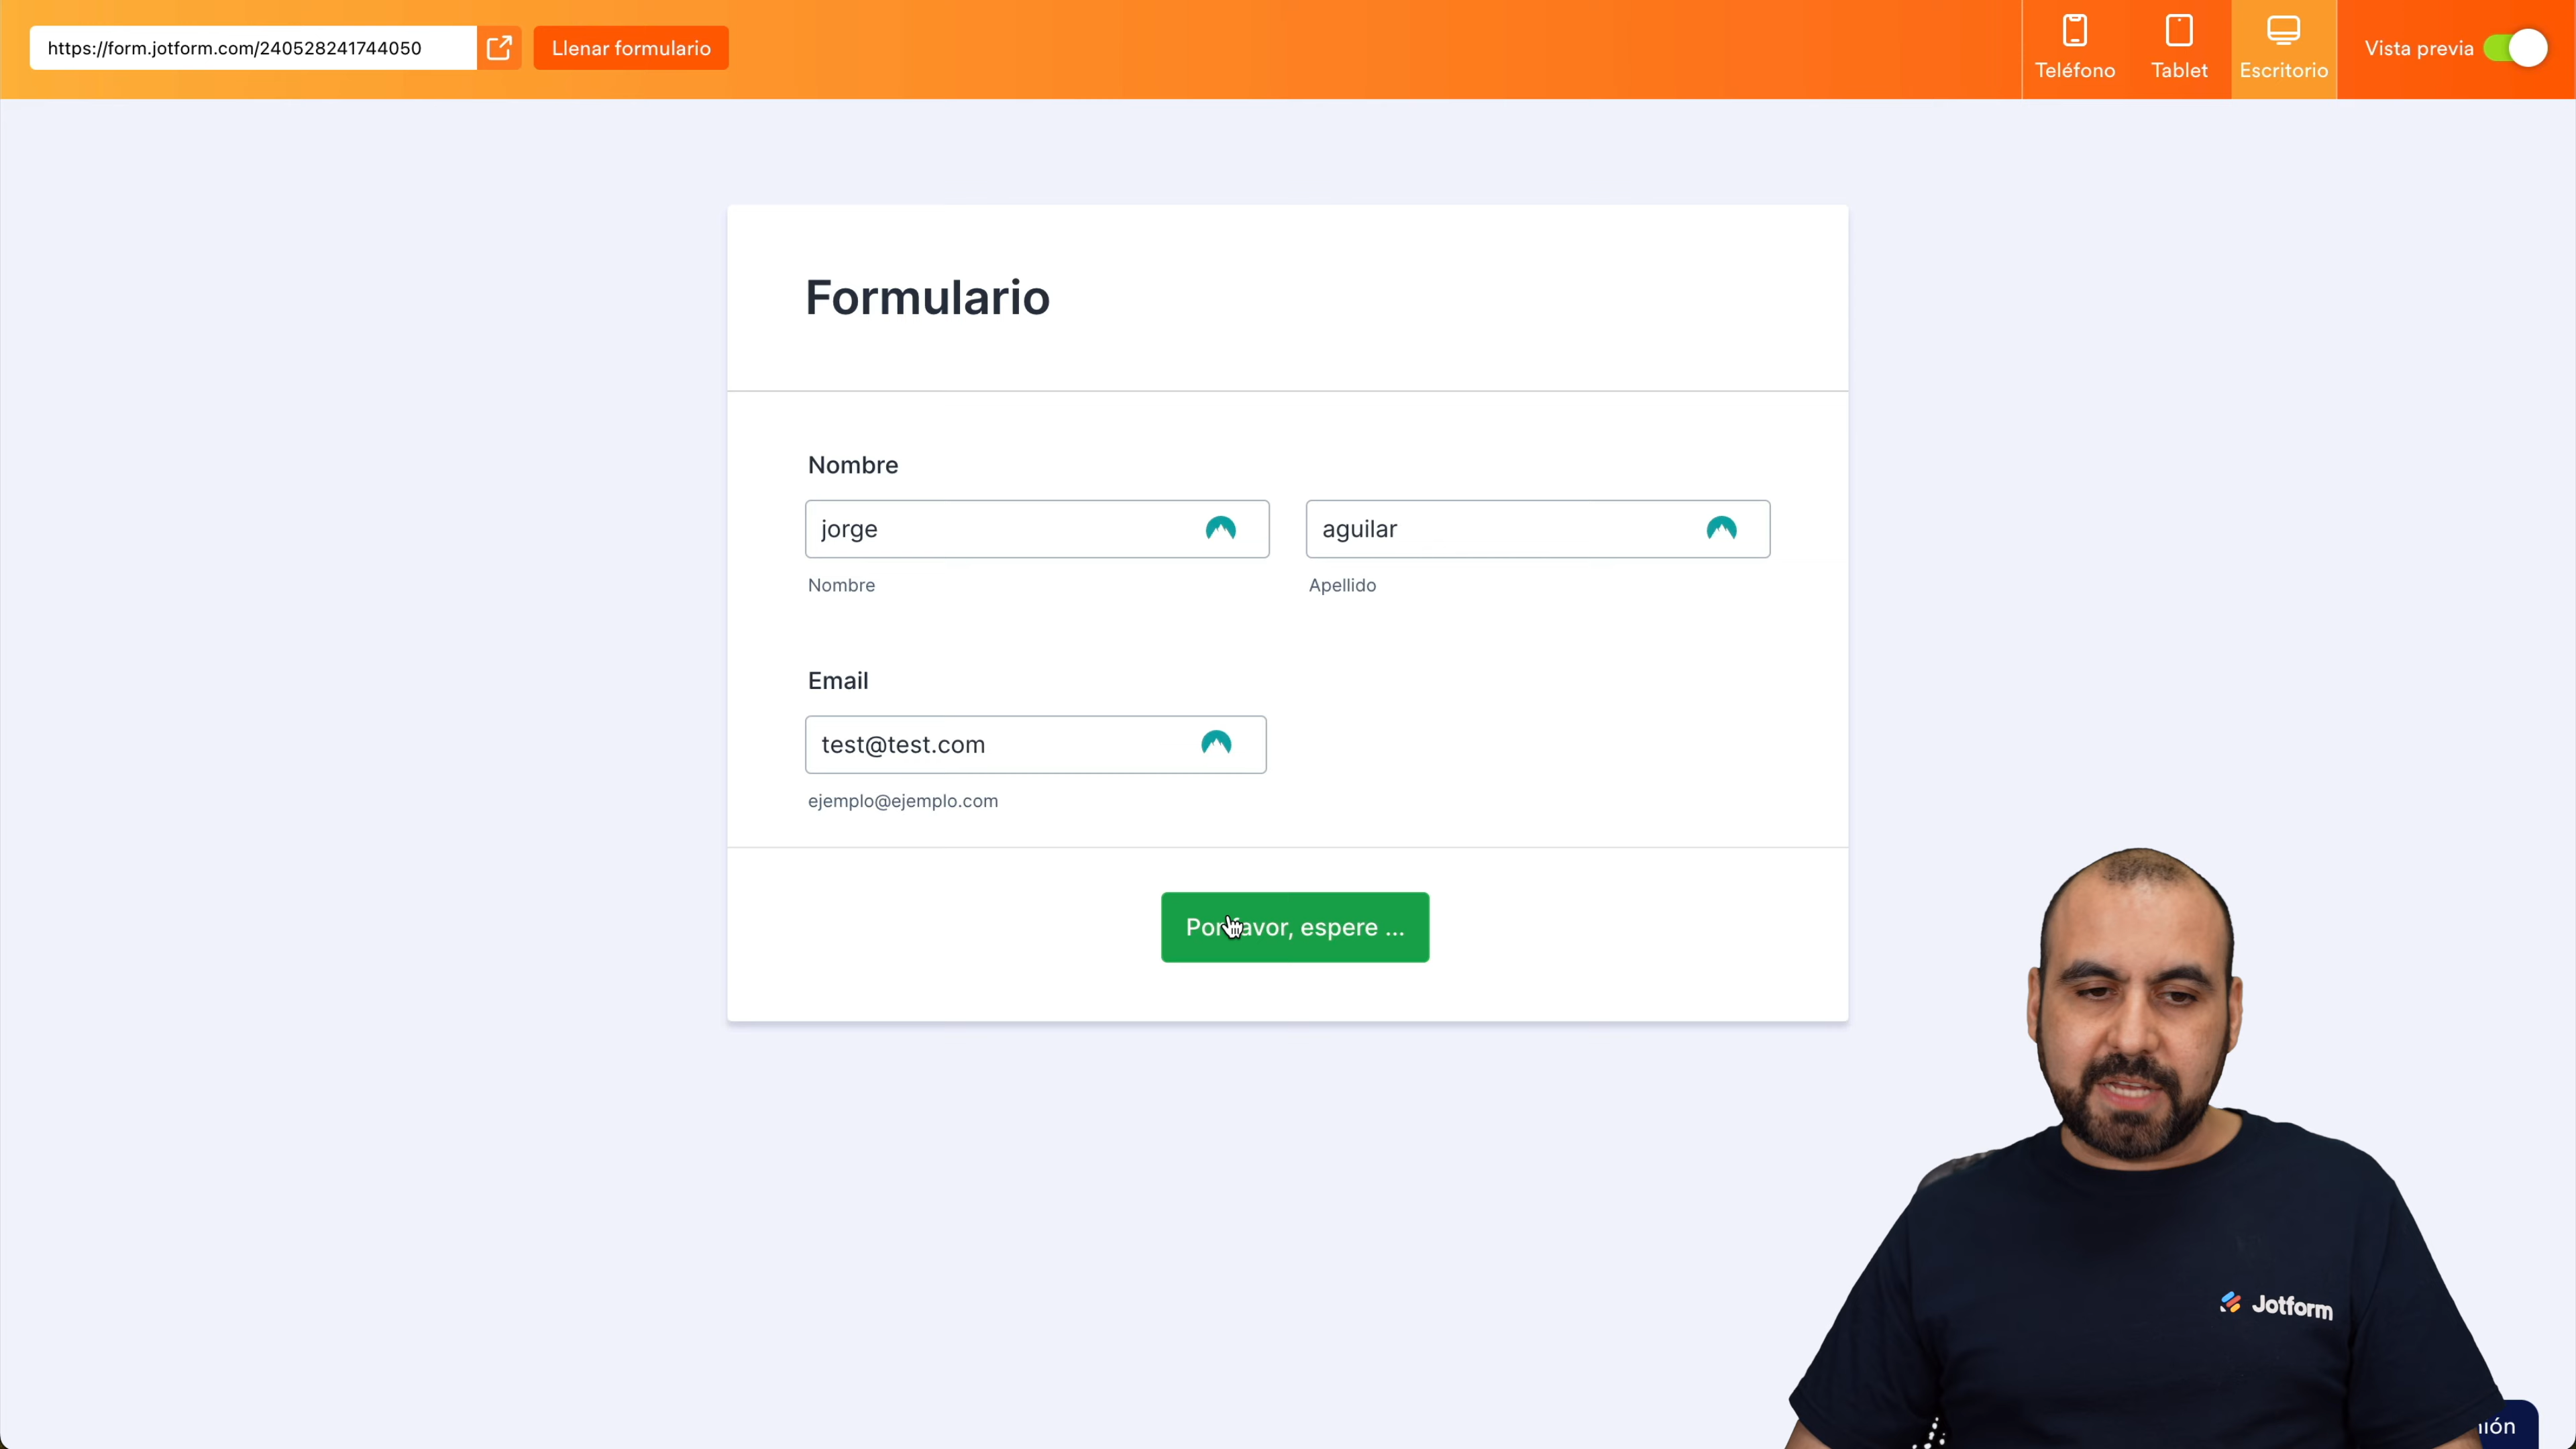 https://form.jotform.com/240528241744050
Llenar formulario
Teléfono
Tablet
Escritorio
Vista previa
Formulario
Nombre
jorge
aguilar
Nombre
Apellido
Email
test@test.com
ejemplo@ejemplo.com
Por favor, espere ...
Jotform